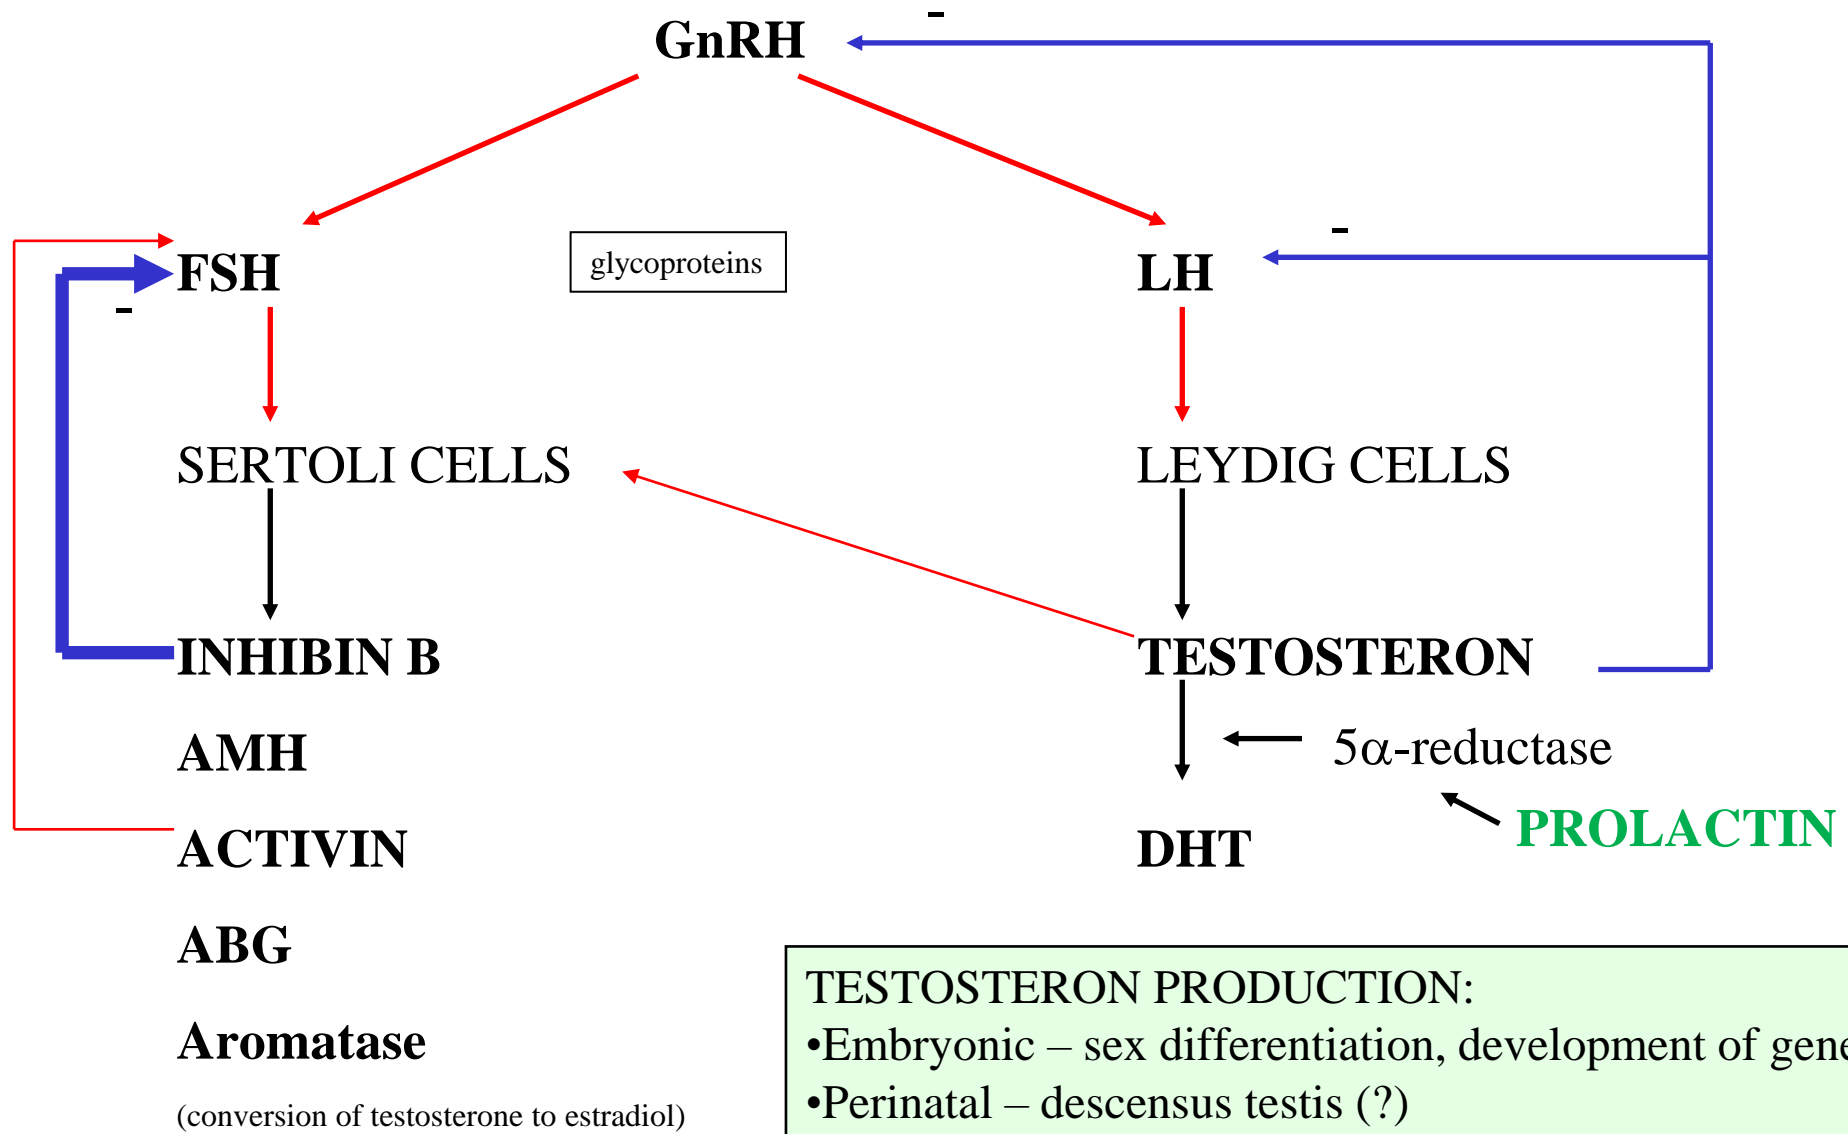 -
GnRH
-
FSH
glycoproteins
LH
-
SERTOLI CELLS
LEYDIG CELLS
INHIBIN B
TESTOSTERON
AMH
5α-reductase
ACTIVIN
DHT
PROLACTIN
ABG
Aromatase
(conversion of testosterone to estradiol)
TESTOSTERON PRODUCTION:
•Embryonic – sex differentiation, development of
•Perinatal – descensus testis (?)